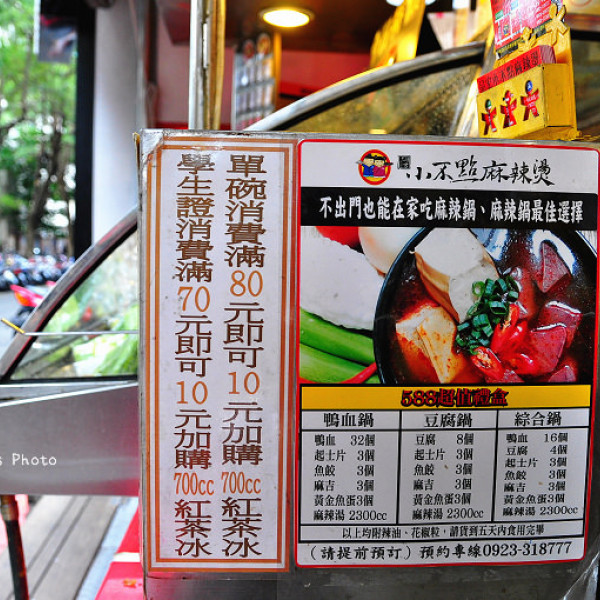 單碗消費滿80元即可10元加購700cc紅茶冰
學生證消費滿70元即可10元加購700cc紅茶冰
小不點麻辣燙
不出門也能在家吃麻辣鍋、麻辣鍋最佳選擇
588超值禮盒
鴨血鍋
鴨血 32個
起士片 3個
魚餃 3個
麻吉 3個
黃金魚蛋3個
麻辣湯 2300cc
豆腐鍋
豆腐 8個
起士片 3個
魚餃 3個
麻吉 3個
黃金魚蛋3個
麻辣湯 2300cc
綜合鍋
鴨血 16個
豆腐 4個
起士片 3個
魚餃 3個
麻吉 3個
黃金魚蛋3個
麻辣湯 2300cc
以上均附辣油、花椒粒，請貨到五天內食用完畢
(請提前預訂) 預約專線0923-318777
s Photo